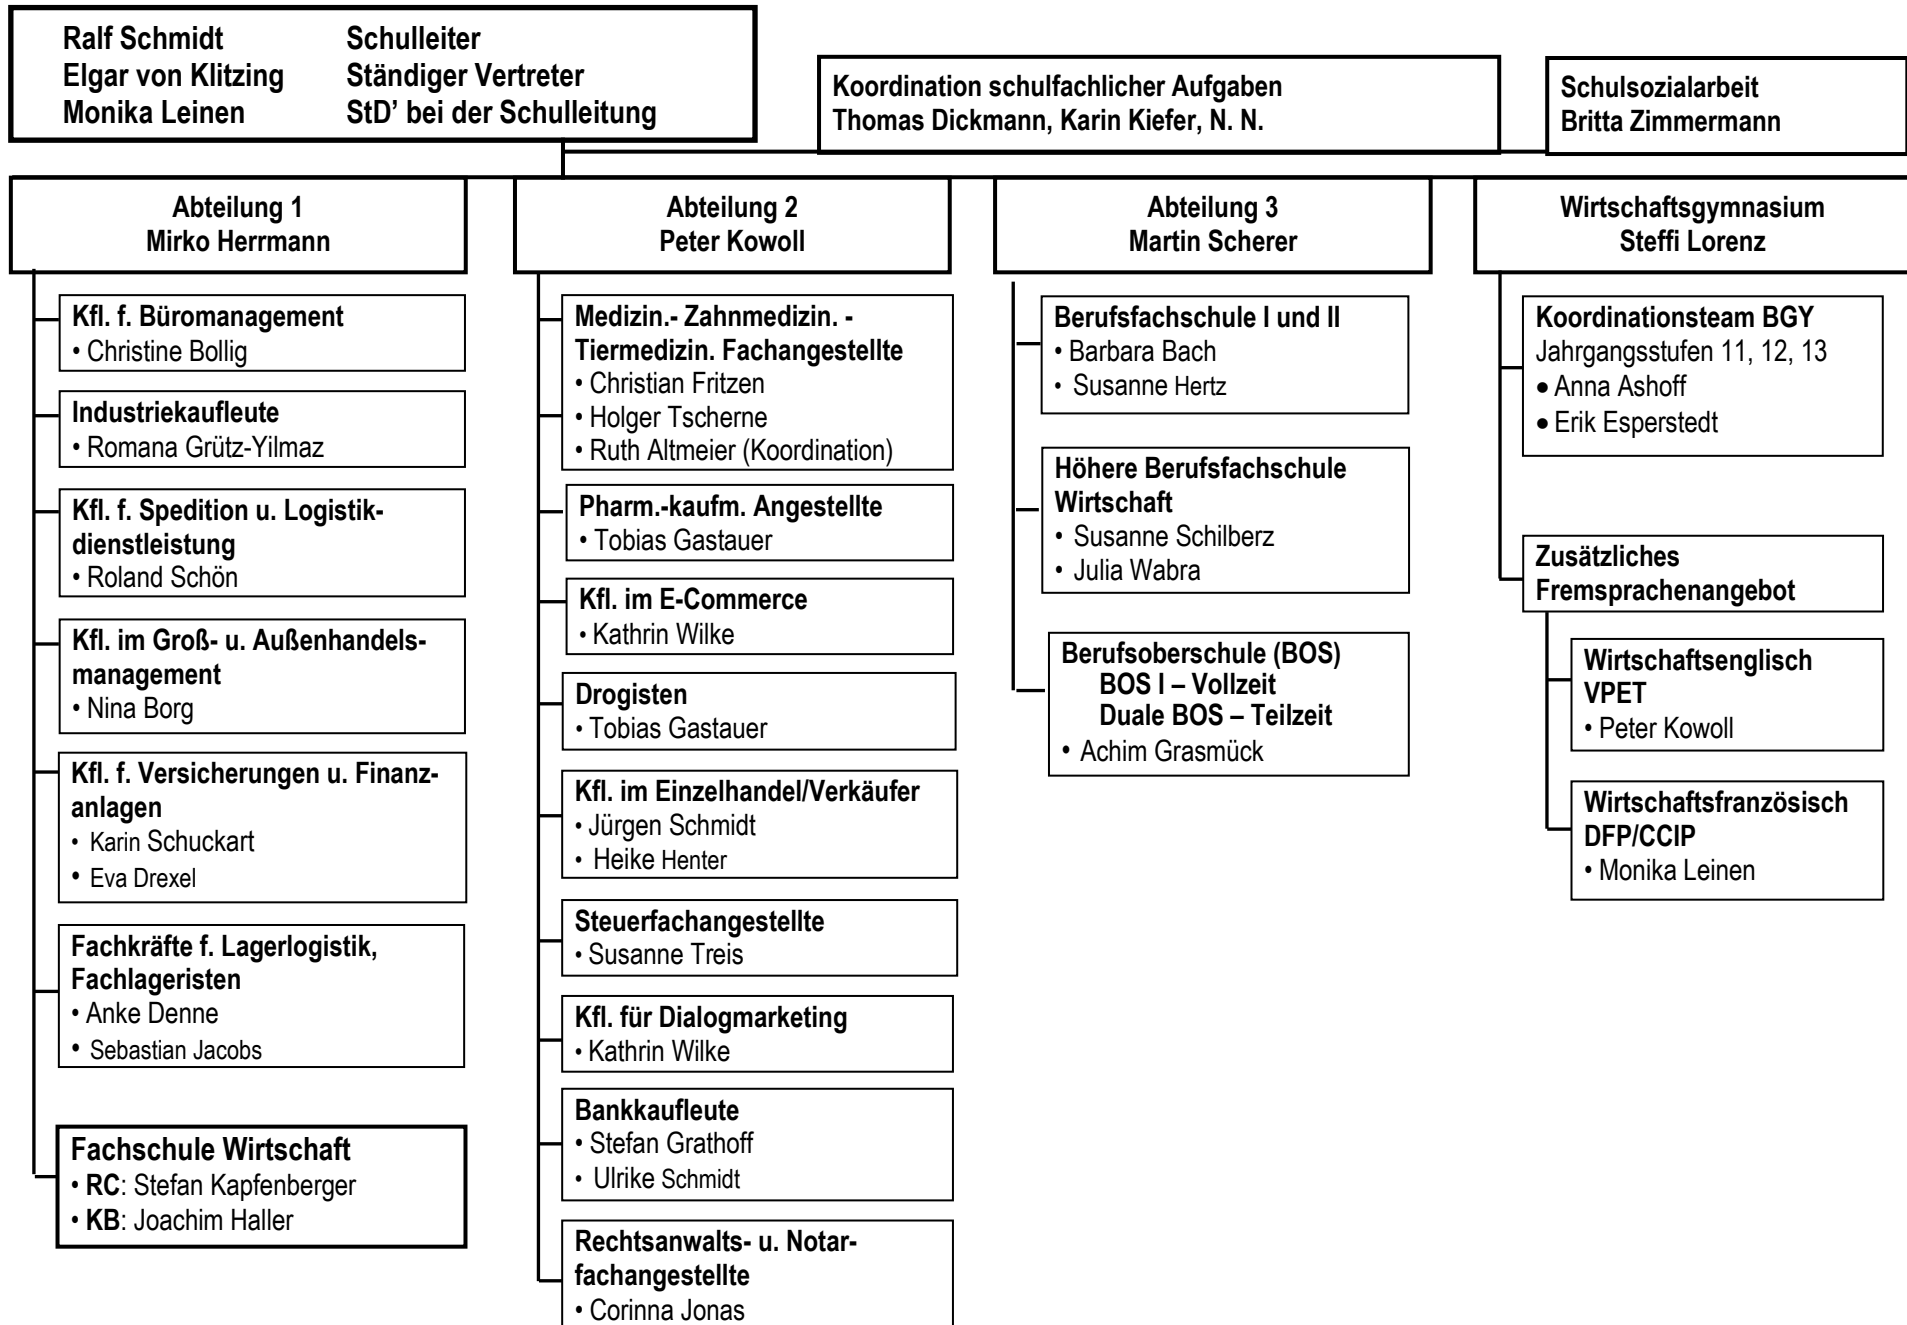 Ralf Schmidt Schulleiter
Elgar von Klitzing Ständiger Vertreter
Monika Leinen StD' bei der Schulleitung
Koordination schulfachlicher Aufgaben
Thomas Dickmann, Karin Kiefer, N. N.
Schulsozialarbeit
Britta Zimmermann
Abteilung 1
Mirko Herrmann
Kfl. f. Büromanagement
• Christine Bollig
Industriekaufleute
• Romana Grütz-Yilmaz
Kfl. f. Spedition u. Logistik-
dienstleistung
• Roland Schön
Kfl. im Groß- u. Außenhandels-
management
• Nina Borg
Kfl. f. Versicherungen u. Finanz-
anlagen
• Karin Schuckart
• Eva Drexel
Fachkräfte f. Lagerlogistik,
Fachlageristen
• Anke Denne
• Sebastian Jacobs
Fachschule Wirtschaft
• RC: Stefan Kapfenberger
• KB: Joachim Haller
Abteilung 2
Peter Kowoll
Medizin.- Zahnmedizin. -
Tiermedizin. Fachangestellte
• Christian Fritzen
• Holger Tscherne
• Ruth Altmeier (Koordination)
Pharm.-kaufm. Angestellte
• Tobias Gastauer
Kfl. im E-Commerce
• Kathrin Wilke
Drogisten
• Tobias Gastauer
Kfl. im Einzelhandel/Verkäufer
• Jürgen Schmidt
• Heike Henter
Steuerfachangestellte
• Susanne Treis
Kfl. für Dialogmarketing
• Kathrin Wilke
Bankkaufleute
• Stefan Grathoff
• Ulrike Schmidt
Rechtsanwalts- u. Notar-
fachangestellte
• Corinna Jonas
Abteilung 3
Martin Scherer
Berufsfachschule I und II
• Barbara Bach
• Susanne Hertz
Höhere Berufsfachschule
Wirtschaft
• Susanne Schilberz
• Julia Wabra
Berufsoberschule (BOS)
BOS I – Vollzeit
Duale BOS – Teilzeit
• Achim Grasmück
Wirtschaftsgymnasium
Steffi Lorenz
Koordinationsteam BGY
Jahrgangsstufen 11, 12, 13
• Anna Ashoff
• Erik Esperstedt
Zusätzliches
Fremsprachenangebot
Wirtschaftsenglisch
VPET
• Peter Kowoll
Wirtschaftsfranzösisch
DFP/CCIP
• Monika Leinen